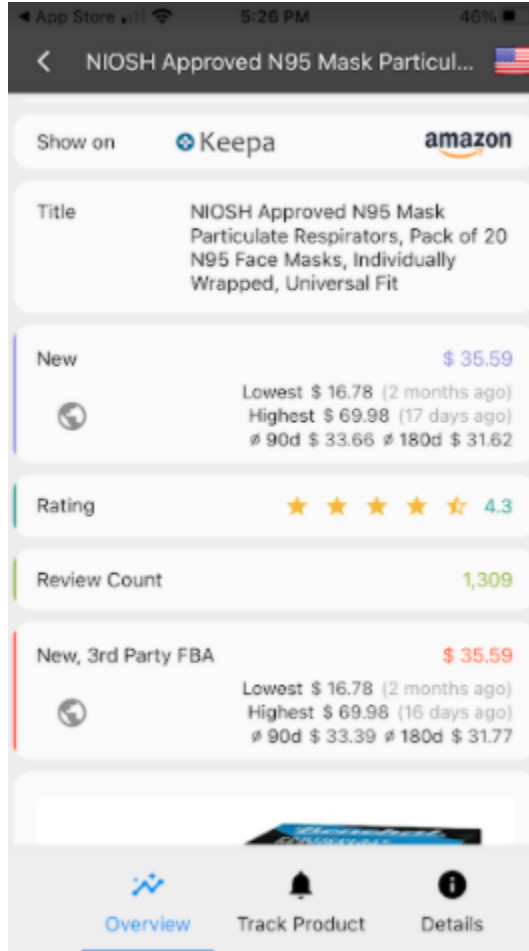 App Store 5:26 PM 46%
NIOSH Approved N95 Mask Particul...
Show on Keepa amazon
Title NIOSH Approved N95 Mask
Particulate Respirators, Pack of 20
N95 Face Masks, Individually
Wrapped, Universal Fit
New $ 35.59
Lowest $ 16.78 (2 months ago)
Highest $ 69.98 (17 days ago)
ø 90d $ 33.66 ø 180d $ 31.62
Rating 4.3
Review Count 1,309
New, 3rd Party FBA $ 35.59
Lowest $ 16.78 (2 months ago)
Highest $ 69.98 (16 days ago)
ø 90d $ 33.39 ø 180d $ 31.77
Overview Track Product Details